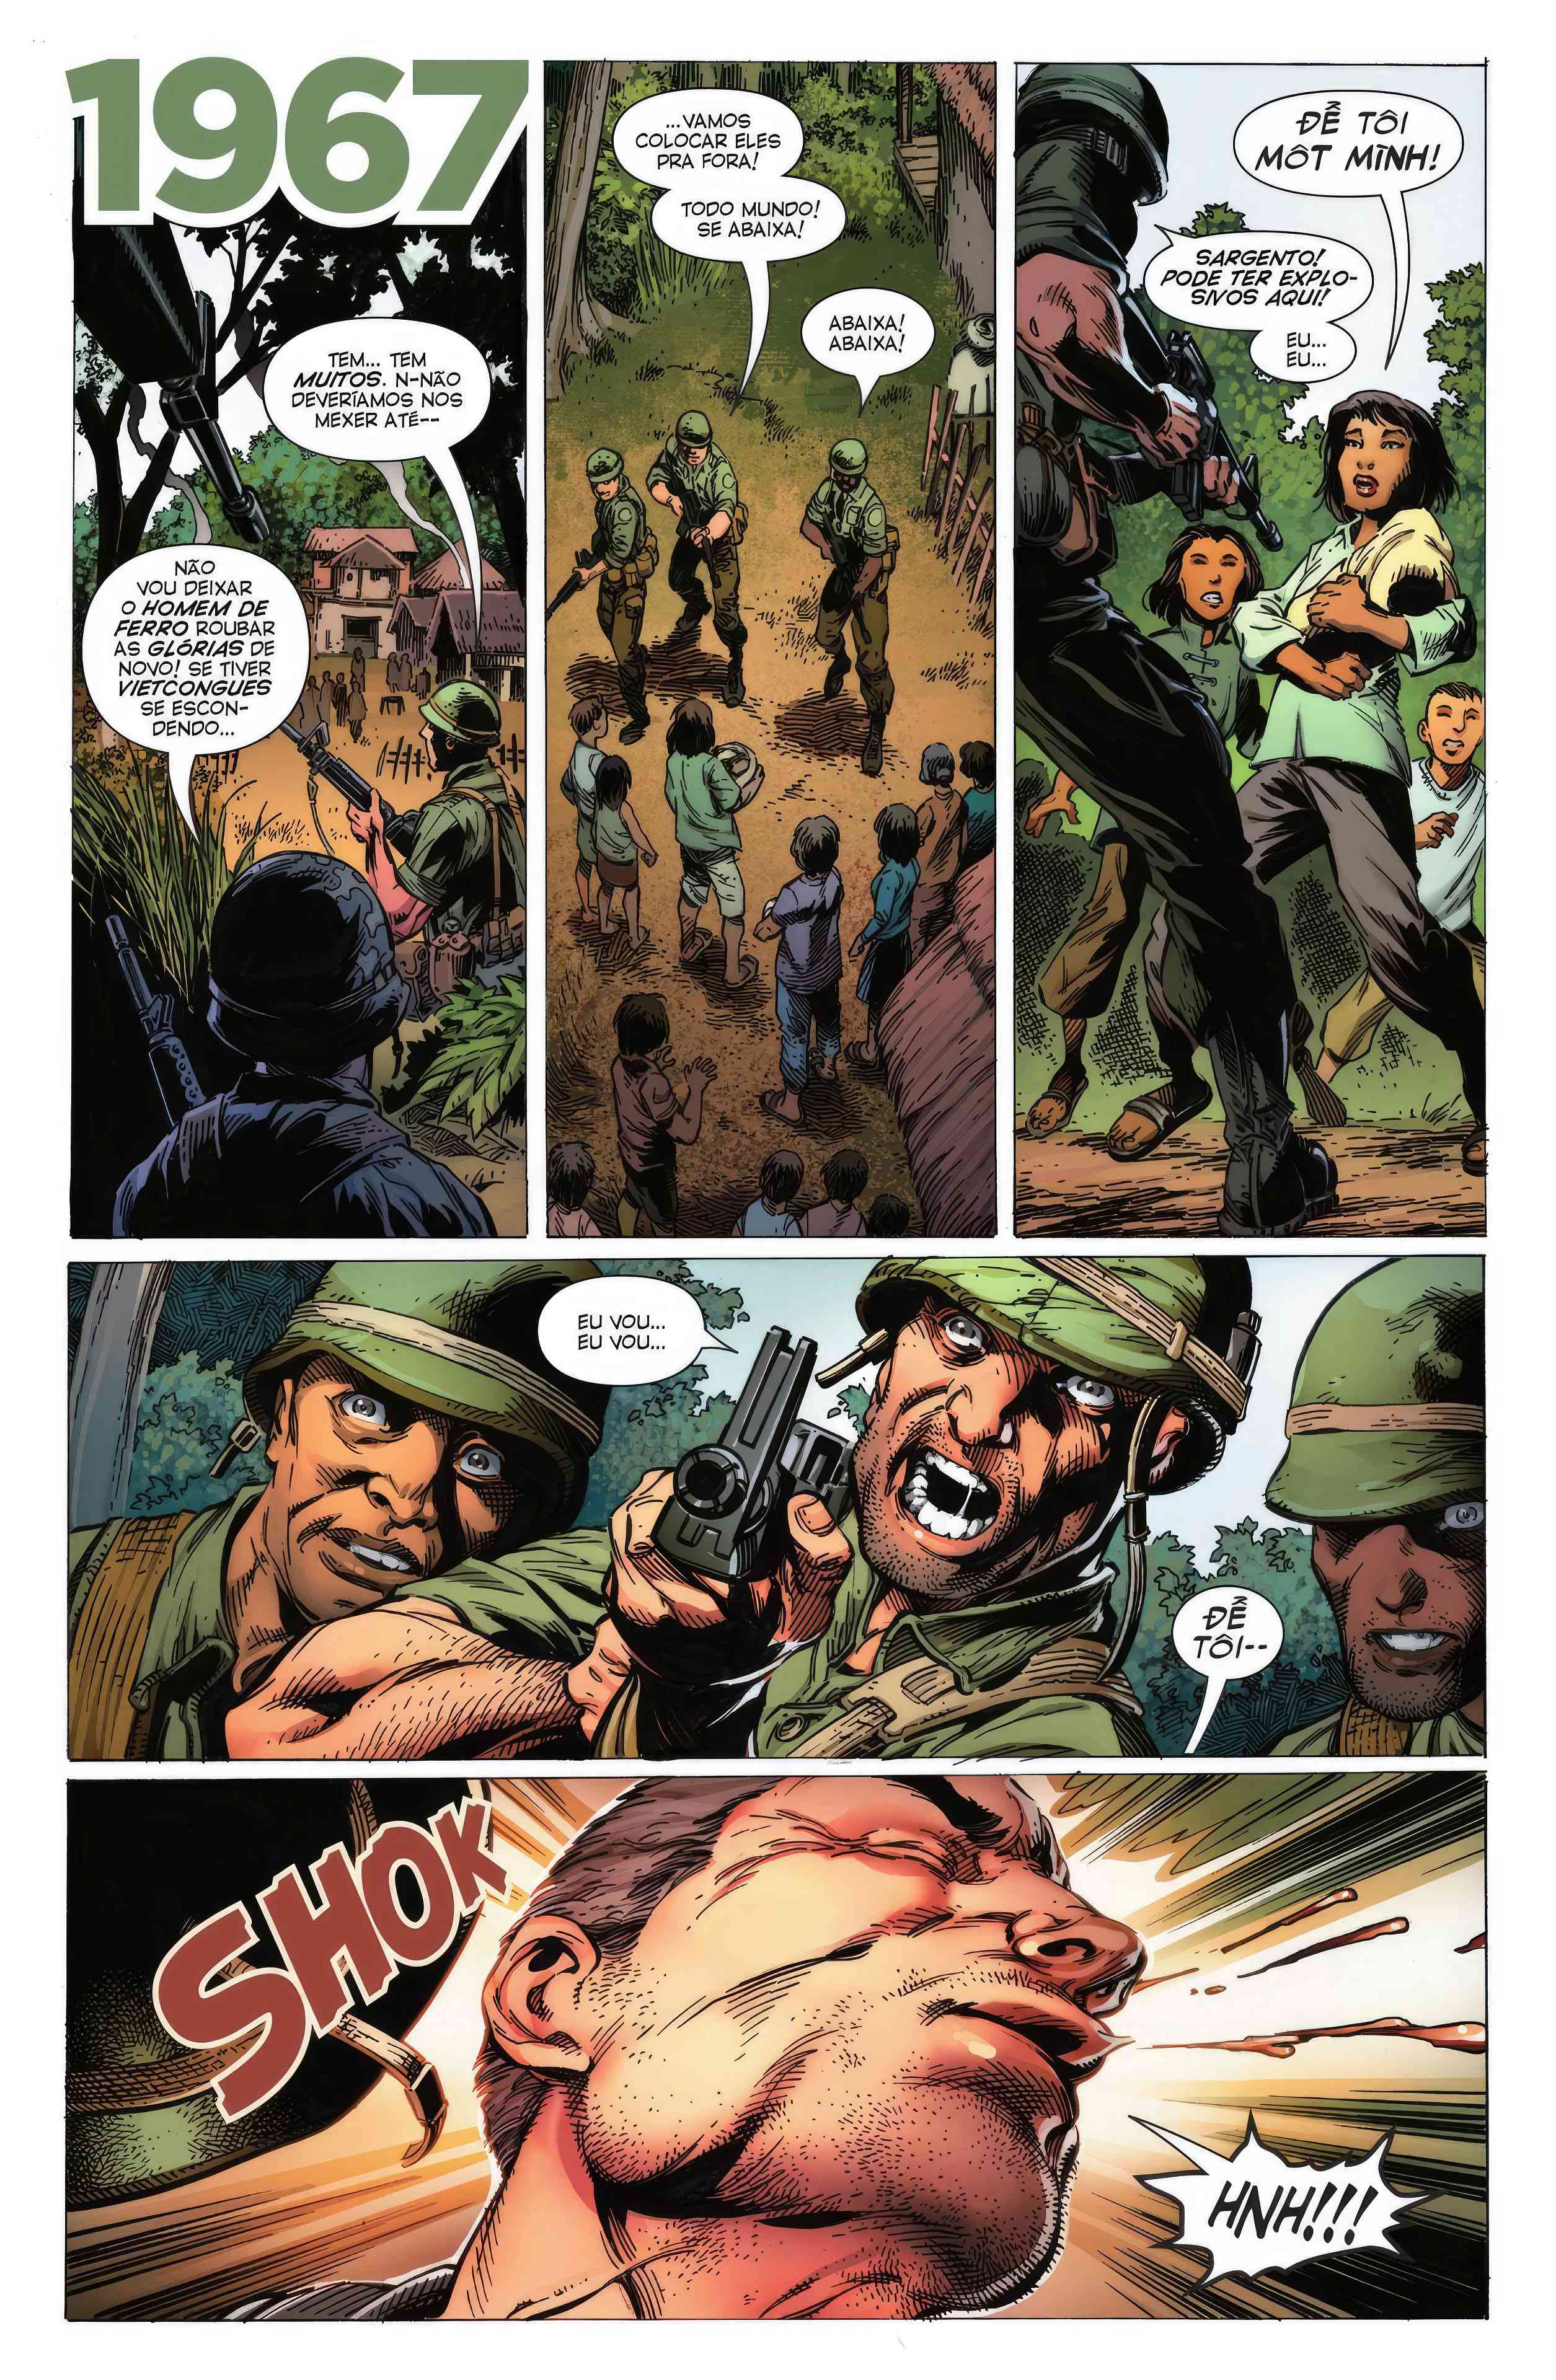 1967
TEM... TEM
MUITOS. N-NÃO
DEVERÍAMOS NOS
MEXER ATÉ--
NÃO
VOU DEIXAR
O HOMEM DE
FERRO ROUBAR
AS GLÓRIAS DE
NOVO! SE TIVER
VIETCONGUES
SE ESCON-
DENDO...
...VAMOS
COLOCAR ELES
PRA FORA!
TODO MUNDO!
SE ABAIXA!
ABAIXA!
ABAIXA!
ĐỂ TÔI
MÔT MÌNH!
SARGENTO!
PODE TER EXPLO-
SIVOS AQUI!
EU...
EU...
EU VOU...
EU VOU...
ĐỂ
TÔI--
SHOK
HNH!!!